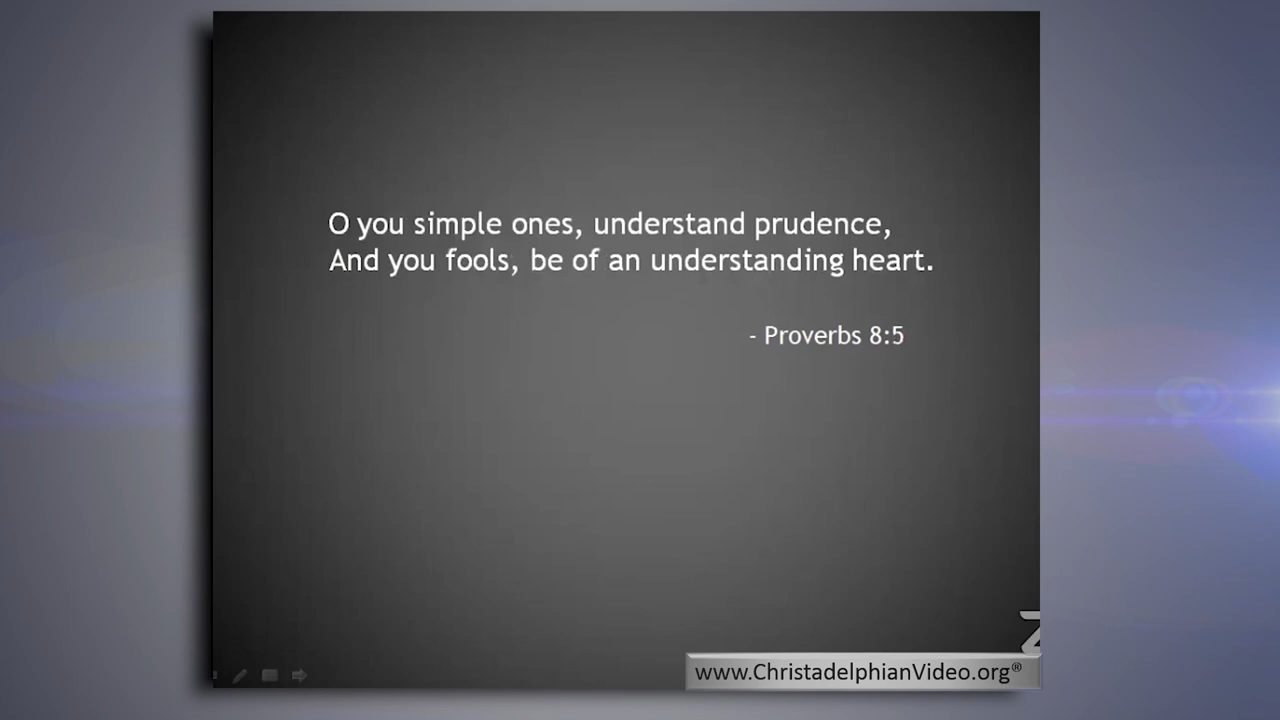 O you simple ones, understand prudence,
And you fools, be of an understanding heart.
- Proverbs 8:5
www.ChristadelphianVideo.org®